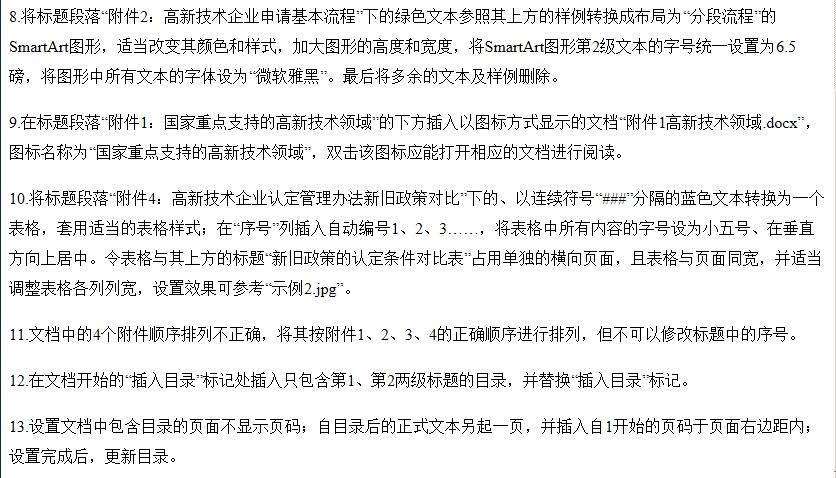 8.将标题段落“附件2：高新技术企业申请基本流程”下的绿色文本参照其上方的样例转换成布局为“分段流程”的
SmartArt图形，适当改变其颜色和样式，加大图形的高度和宽度，将SmartArt图形第2级文本的字号统一设置为6.5
磅，将图形中所有文本的字体设为“微软雅黑”。最后将多余的文本及样例删除。
9.在标题段落“附件1：国家重点支持的高新技术领域”的下方插入以图标方式显示的文档“附件1高新技术领域.docx”，
图标名称为“国家重点支持的高新技术领域”，双击该图标应能打开相应的文档进行阅读。
10.将标题段落“附件4：高新技术企业认定管理办法新旧政策对比”下的、以连续符号“###”分隔的蓝色文本转换为一个
表格，套用适当的表格样式；在“序号”列插入自动编号1、2、3……，将表格中所有内容的字号设为小五号、在垂直
方向上居中。令表格与其上方的标题“新旧政策的认定条件对比表”占用单独的横向页面，且表格与页面同宽，并适当
调整表格各列列宽，设置效果可参考“示例2.jpg”。
11.文档中的4个附件顺序排列不正确，将其按附件1、2、3、4的正确顺序进行排列，但不可以修改标题中的序号。
12.在文档开始的“插入目录”标记处插入只包含第1、第2两级标题的目录，并替换“插入目录”标记。
13.设置文档中包含目录的页面不显示页码；自目录后的正式文本另起一页，并插入自1开始的页码于页面右边距内；
设置完成后，更新目录。